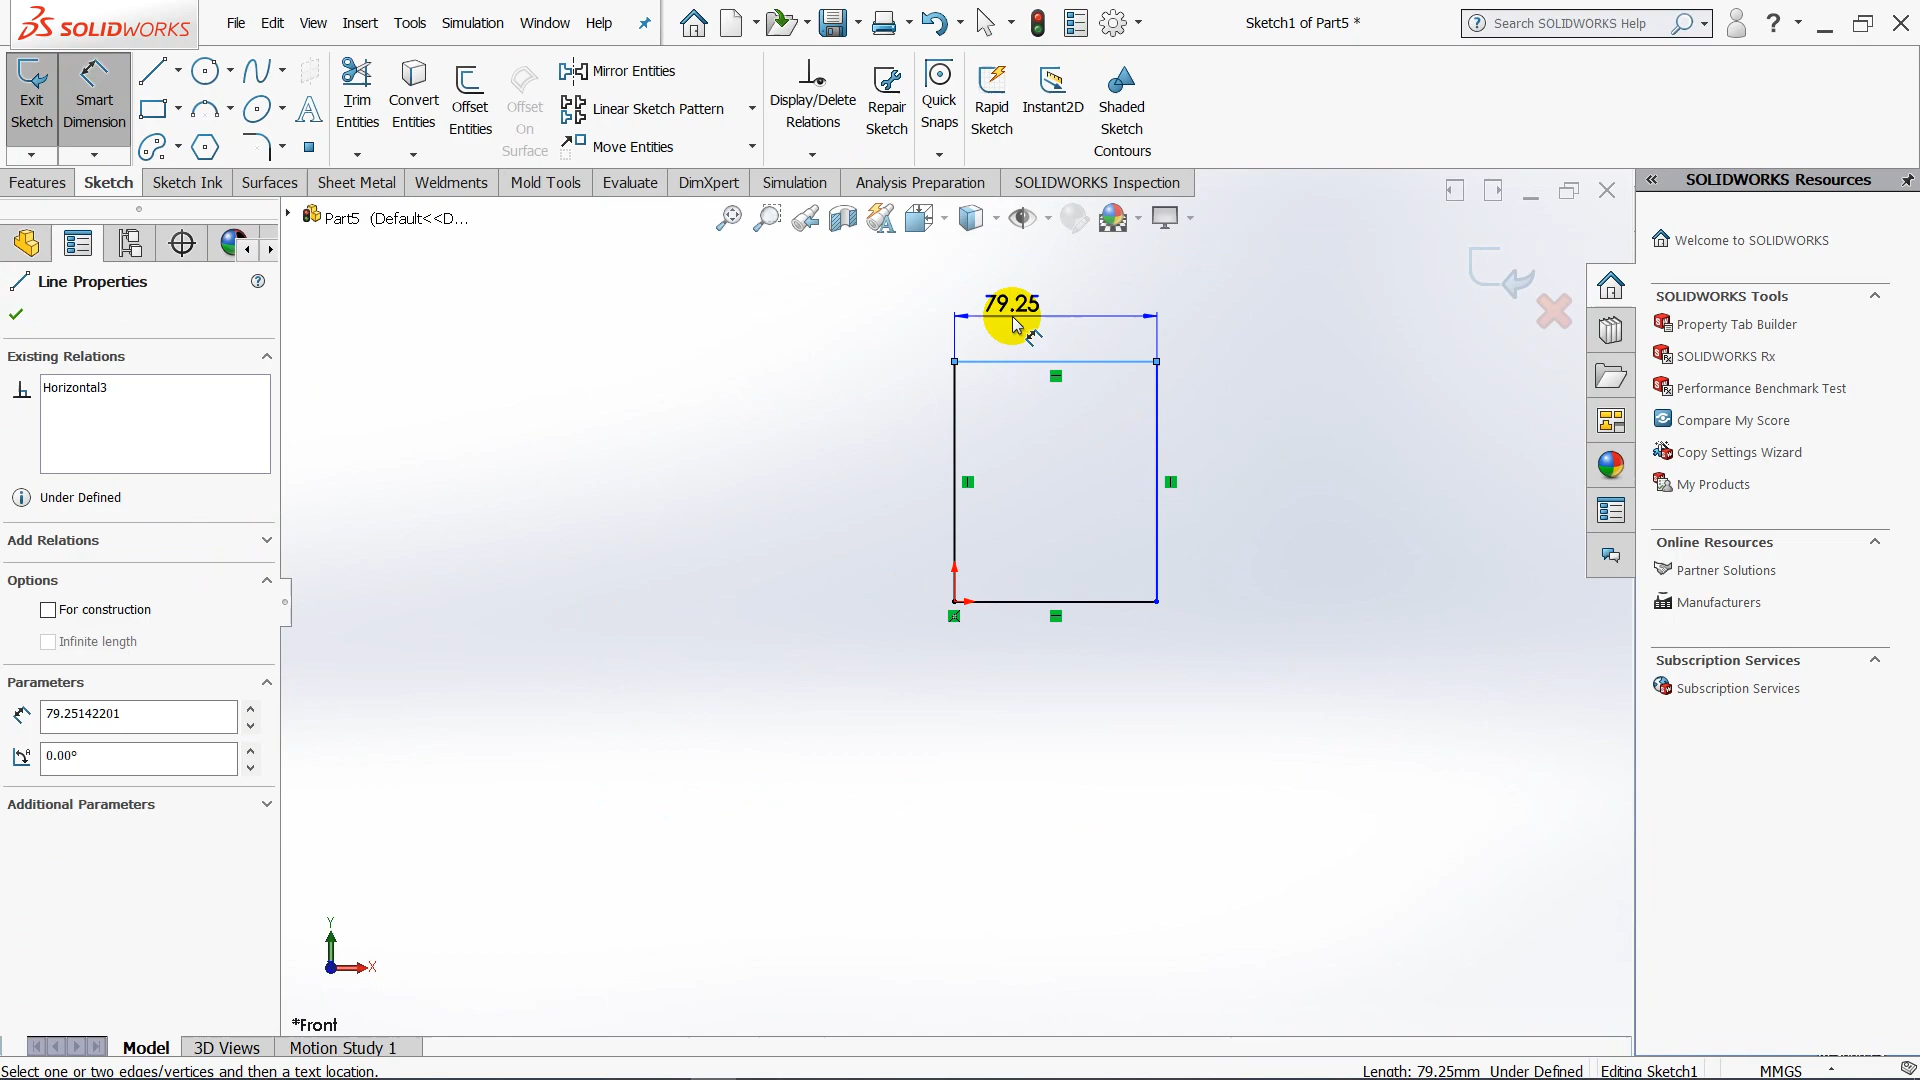 SOLIDWORKS
File Edit View Insert Tools Simulation Window Help
Sketch1 of Part5 *
Search SOLIDWORKS Help
?
Exit Sketch
Smart Dimension
Trim Entities
Convert Entities
Offset Entities
Offset On Surface
Mirror Entities
Linear Sketch Pattern
Move Entities
Display/Delete Relations
Repair Sketch
Quick Snaps
Rapid Sketch
Instant2D
Shaded Sketch Contours
Features Sketch Sketch Ink Surfaces Sheet Metal Weldments Mold Tools Evaluate DimXpert Simulation Analysis Preparation SOLIDWORKS Inspection
Part5 (Default<<D...
Line Properties
Existing Relations
Horizontal3
Under Defined
Add Relations
Options
For construction
Infinite length
Parameters
79.25142201
0.00°
Additional Parameters
79.25
Y
X
*Front
SOLIDWORKS Resources
Welcome to SOLIDWORKS
SOLIDWORKS Tools
Property Tab Builder
SOLIDWORKS Rx
Performance Benchmark Test
Compare My Score
Copy Settings Wizard
My Products
Online Resources
Partner Solutions
Manufacturers
Subscription Services
Subscription Services
Model 3D Views Motion Study 1
Select one or two edges/vertices and then a text location.
Length: 79.25mm Under Defined Editing Sketch1 MMGS